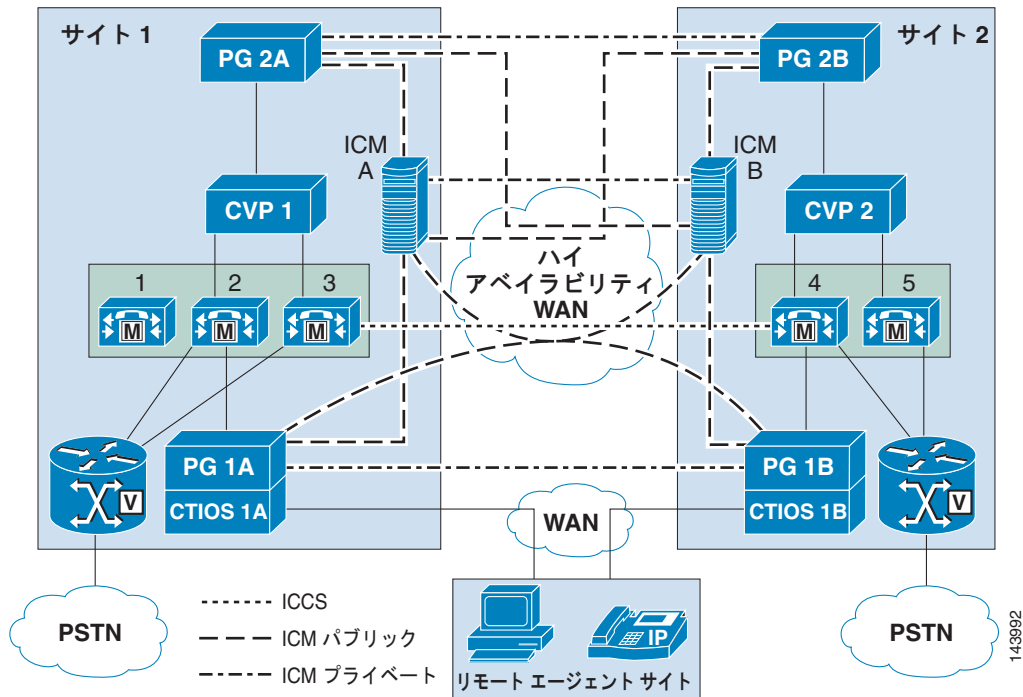 サイト 1
サイト 2
PG 2A
PG 2B
ICM
A
ICM
B
CVP 1
CVP 2
ハイ
アベイラビリティ
WAN
1
2
3
4
5
M
M
M
M
M
PG 1A
CTIOS 1A
PG 1B
CTIOS 1B
V
V
WAN
PSTN
PSTN
ICCS
ICM パブリック
ICM プライベート
IP
リモート エージェント サイト
143992